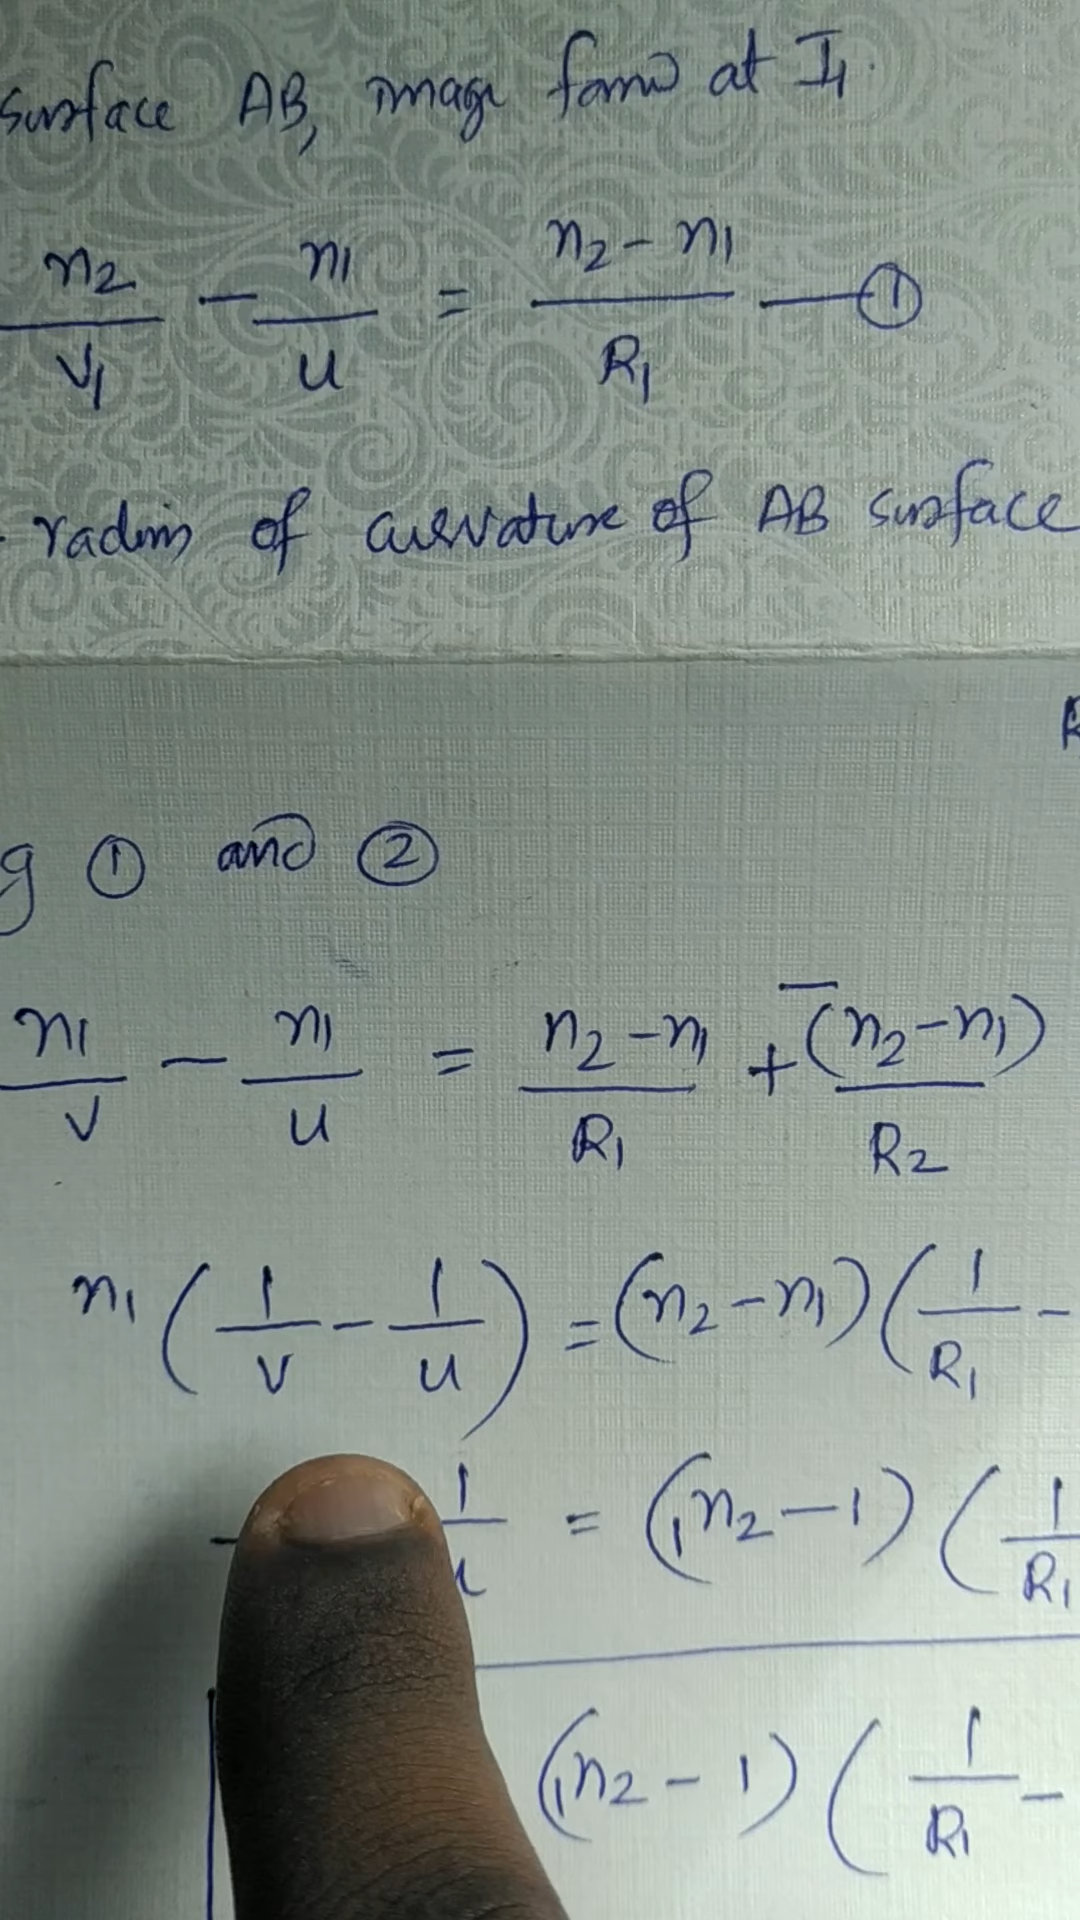 surface AB, image form at I1.
n2/v1 - n1/u = (n2 - n1)/R1 — ①
radius of curvature of AB surface
R
g ① and ②
n1/v - n1/u = (n2 - n1)/R1 + -(n2 - n1)/R2
n1 (1/v - 1/u) = (n2 - n1) (1/R1 -
1/u = (1n2 - 1) (1/R1
(1n2 - 1) (1/R1 -